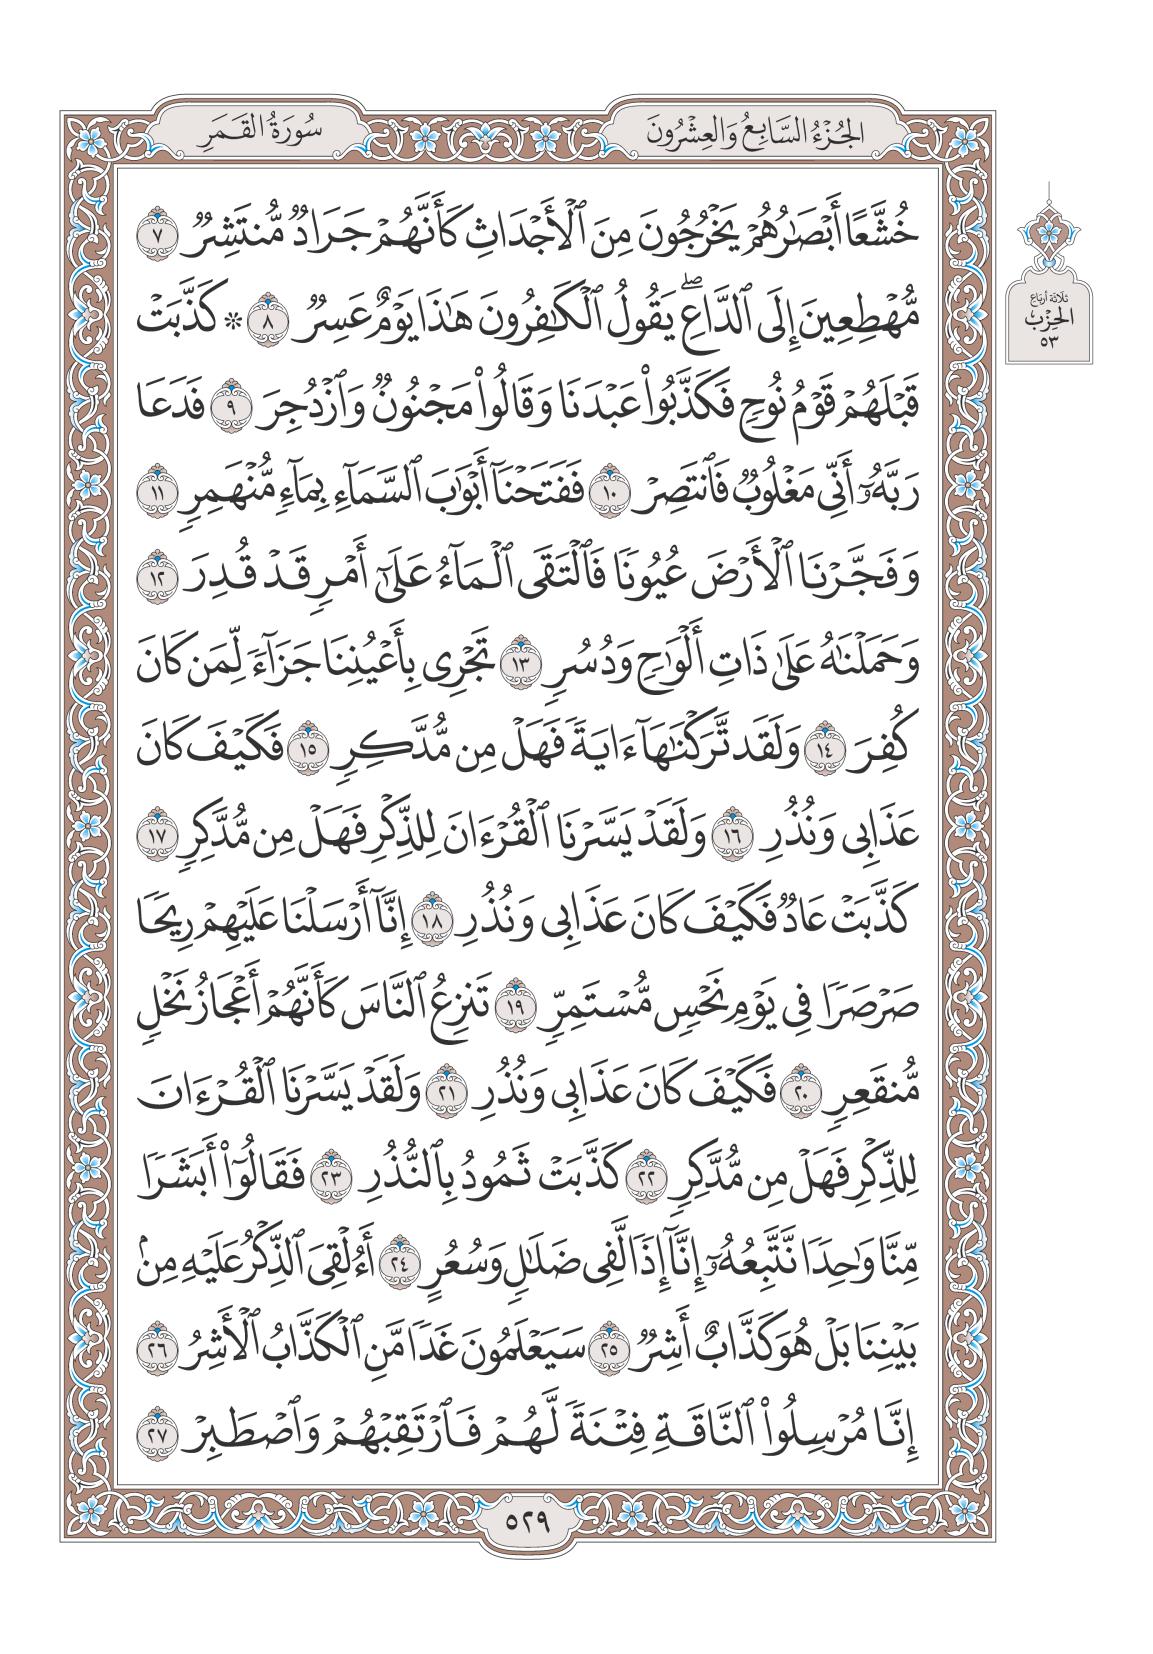 الجُزْءُ السَّابِعُ وَالعِشْرُونَ
سُورَةُ القَمَرِ
ثلاثة أرباع
الحِزْب
٥٣
خُشَّعًا أَبْصَٰرُهُمْ يَخْرُجُونَ مِنَ ٱلْأَجْدَاثِ كَأَنَّهُمْ جَرَادٌ مُّنتَشِرٌ ٧
مُّهْطِعِينَ إِلَى ٱلدَّاعِۖ يَقُولُ ٱلْكَٰفِرُونَ هَٰذَا يَوْمٌ عَسِرٌ ٨ * كَذَّبَتْ
قَبْلَهُمْ قَوْمُ نُوحٍ فَكَذَّبُوا۟ عَبْدَنَا وَقَالُوا۟ مَجْنُونٌ وَٱزْدُجِرَ ٩ فَدَعَا
رَبَّهُۥٓ أَنِّى مَغْلُوبٌ فَٱنتَصِرْ ١٠ فَفَتَحْنَآ أَبْوَٰبَ ٱلسَّمَآءِ بِمَآءٍ مُّنْهَمِرٍ ١١
وَفَجَّرْنَا ٱلْأَرْضَ عُيُونًا فَٱلْتَقَى ٱلْمَآءُ عَلَىٰٓ أَمْرٍ قَدْ قُدِرَ ١٢
وَحَمَلْنَٰهُ عَلَىٰ ذَاتِ أَلْوَٰحٍ وَدُسُرٍ ١٣ تَجْرِى بِأَعْيُنِنَا جَزَآءً لِّمَن كَانَ
كُفِرَ ١٤ وَلَقَد تَّرَكْنَٰهَآ ءَايَةً فَهَلْ مِن مُّدَّكِرٍ ١٥ فَكَيْفَ كَانَ
عَذَابِى وَنُذُرِ ١٦ وَلَقَدْ يَسَّرْنَا ٱلْقُرْءَانَ لِلذِّكْرِ فَهَلْ مِن مُّدَّكِرٍ ١٧
كَذَّبَتْ عَادٌ فَكَيْفَ كَانَ عَذَابِى وَنُذُرِ ١٨ إِنَّآ أَرْسَلْنَا عَلَيْهِمْ رِيحًا
صَرْصَرًا فِى يَوْمِ نَحْسٍ مُّسْتَمِرٍّ ١٩ تَنزِعُ ٱلنَّاسَ كَأَنَّهُمْ أَعْجَازُ نَخْلٍ
مُّنقَعِرٍ ٢٠ فَكَيْفَ كَانَ عَذَابِى وَنُذُرِ ٢١ وَلَقَدْ يَسَّرْنَا ٱلْقُرْءَانَ
لِلذِّكْرِ فَهَلْ مِن مُّدَّكِرٍ ٢٢ كَذَّبَتْ ثَمُودُ بِٱلنُّذُرِ ٢٣ فَقَالُوٓا۟ أَبَشَرًا
مِّنَّا وَٰحِدًا نَّتَّبِعُهُۥٓ إِنَّآ إِذًا لَّفِى ضَلَٰلٍ وَسُعُرٍ ٢٤ أَءُلْقِىَ ٱلذِّكْرُ عَلَيْهِ مِنۢ
بَيْنِنَا بَلْ هُوَ كَذَّابٌ أَشِرٌ ٢٥ سَيَعْلَمُونَ غَدًا مَّنِ ٱلْكَذَّابُ ٱلْأَشِرُ ٢٦
إِنَّا مُرْسِلُوا۟ ٱلنَّاقَةِ فِتْنَةً لَّهُمْ فَٱرْتَقِبْهُمْ وَٱصْطَبِرْ ٢٧
٥٢٩